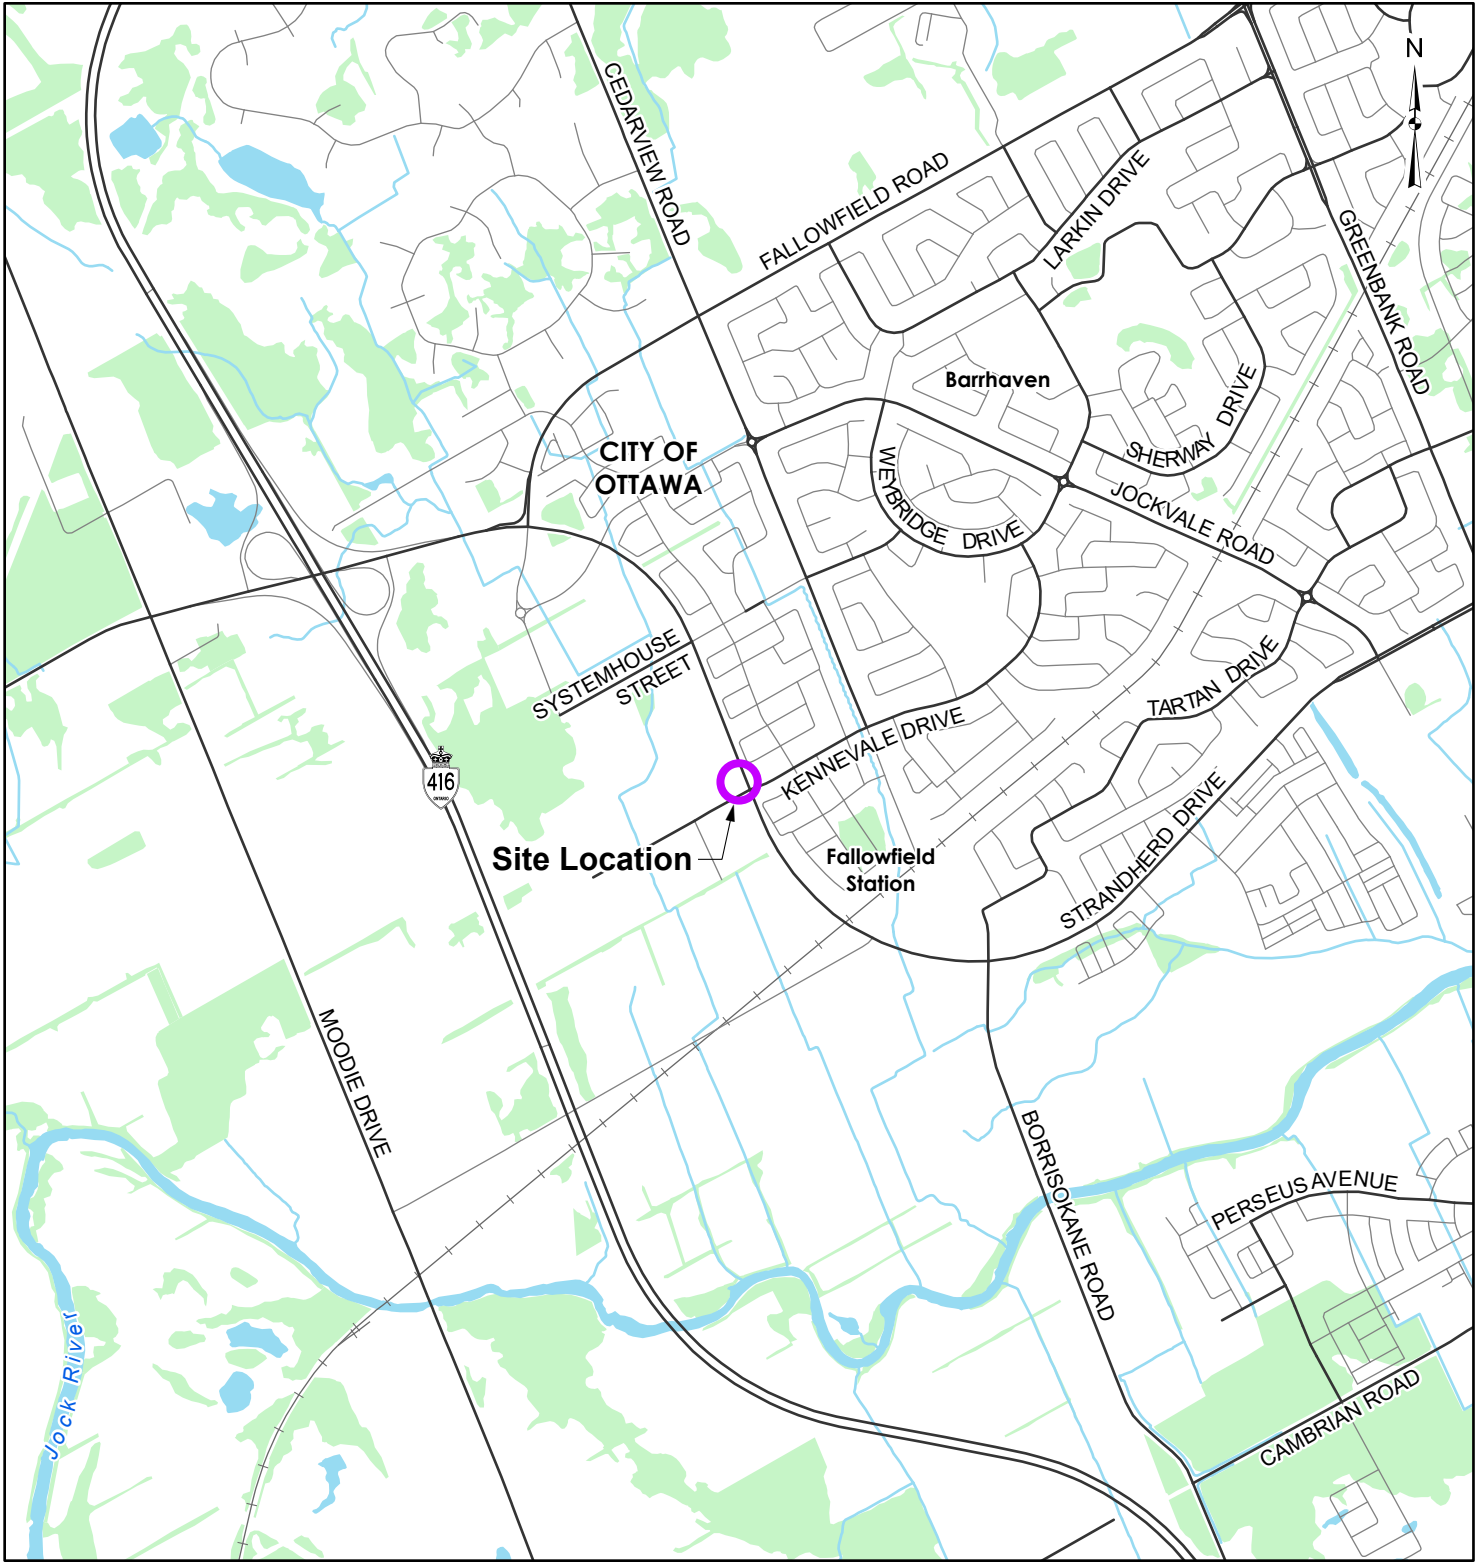 N
CEDARVIEW ROAD
FALLOWFIELD ROAD
LARKIN DRIVE
GREENBANK ROAD
Barrhaven
SHERWAY DRIVE
CITY OF
OTTAWA
WEYBRIDGE DRIVE
JOCKVALE ROAD
SYSTEMHOUSE
STREET
TARTAN DRIVE
KENNEVALE DRIVE
416
ONTARIO
STRANDHERD DRIVE
Site Location
Fallowfield
Station
MOODIE DRIVE
BORRISOKANE ROAD
PERSEUS AVENUE
Jock River
CAMBRIAN ROAD